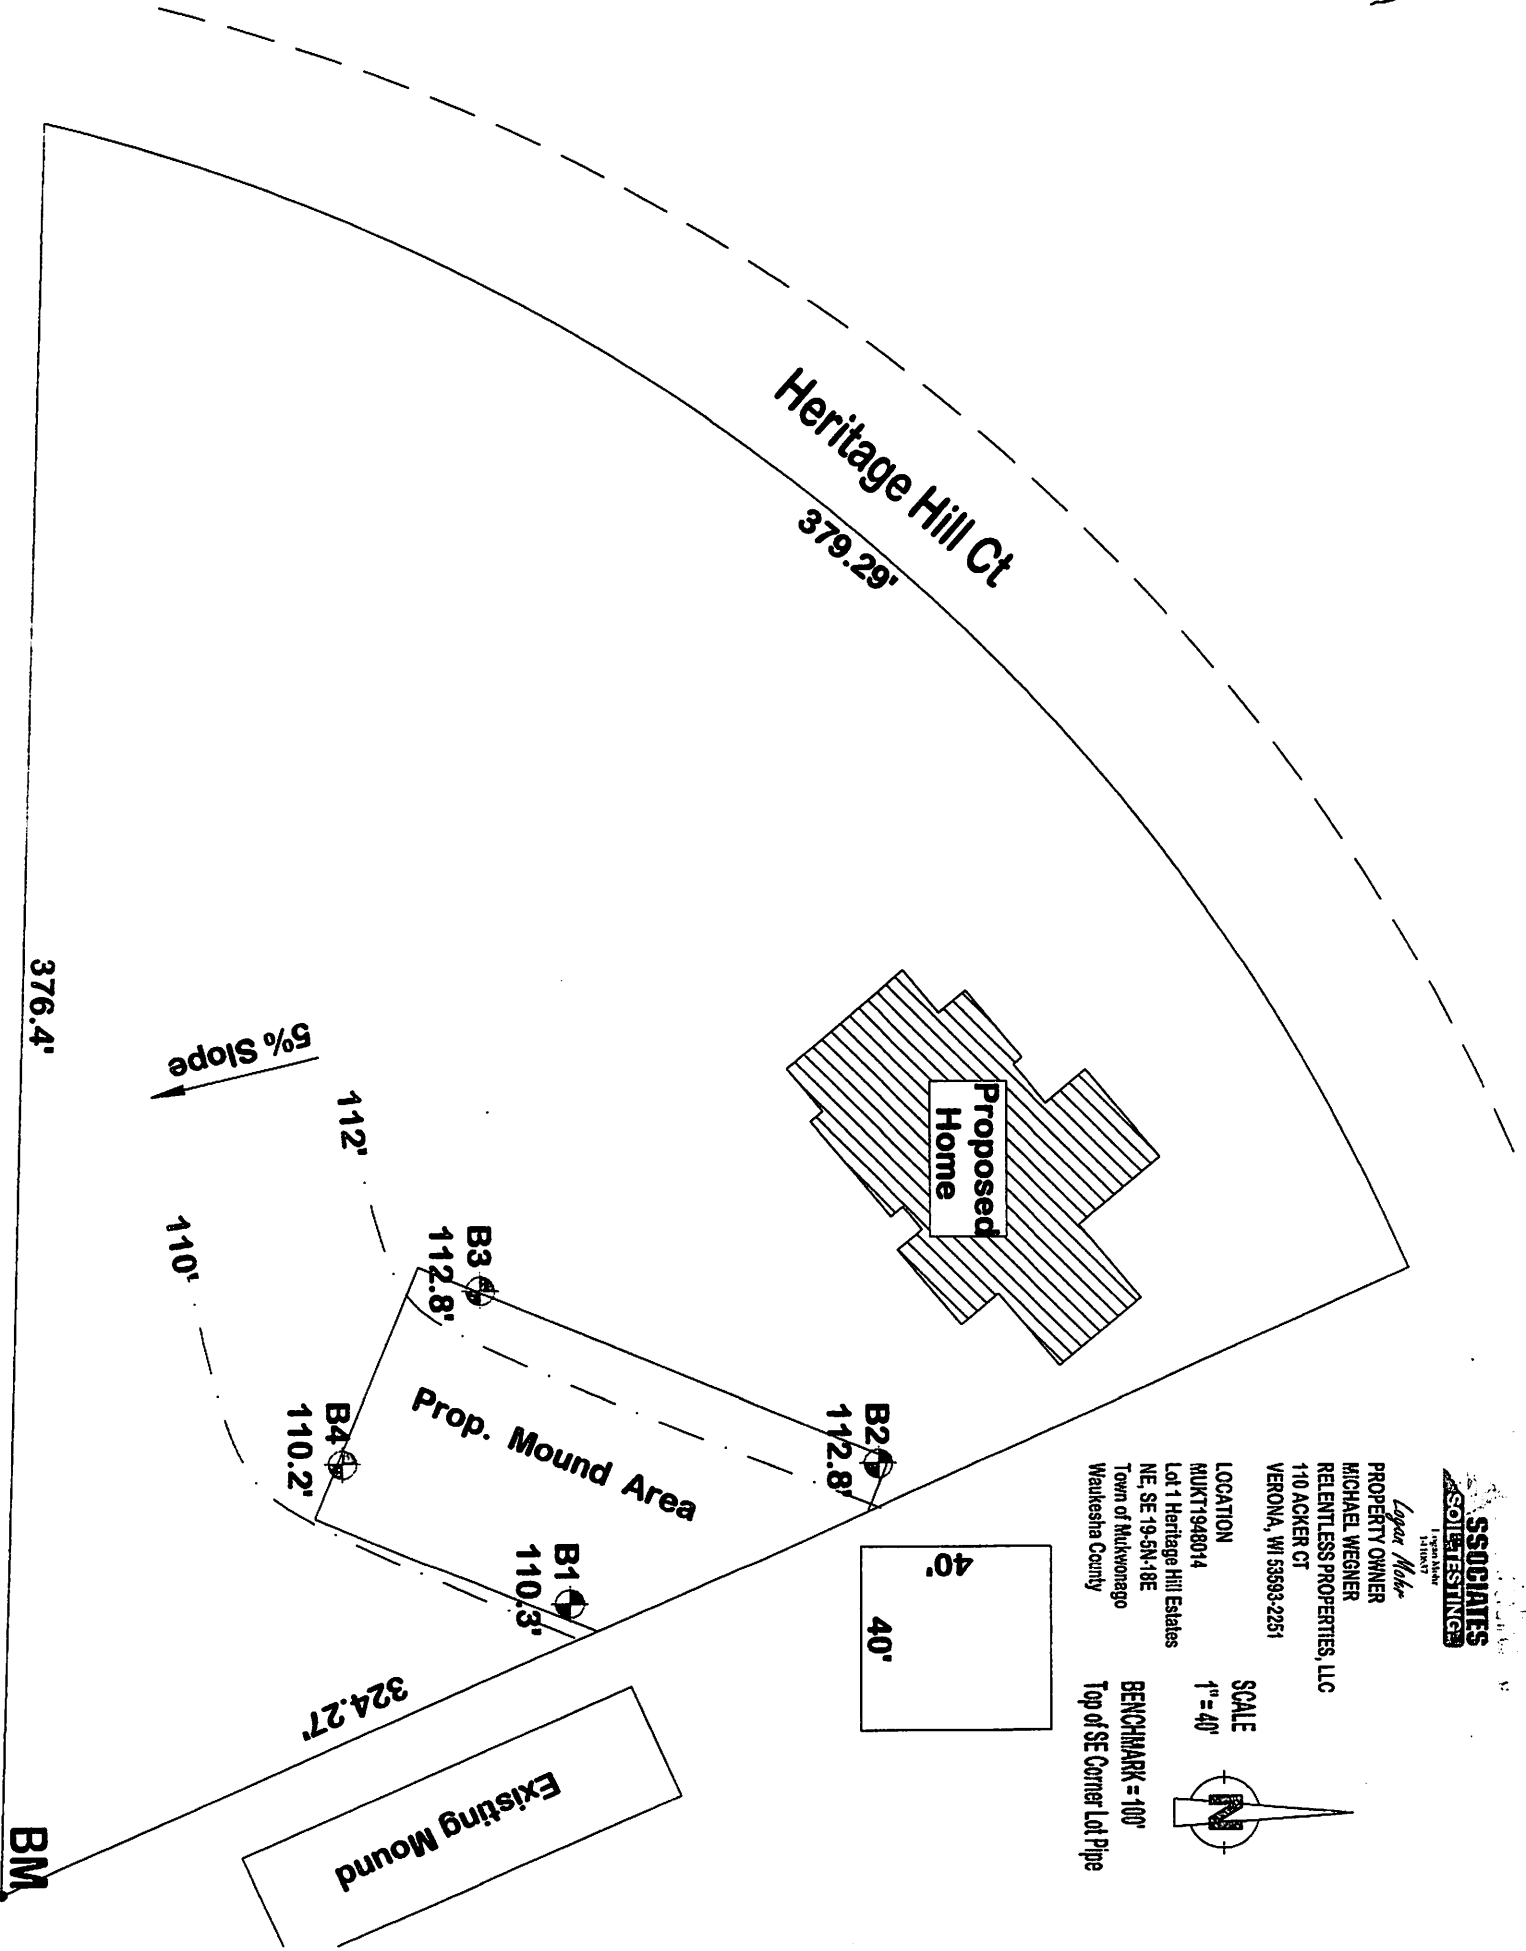 SSOCIATES
SOIL TESTING
Logan Mohr
Logan Mohr
PROPERTY OWNER
MICHAEL WEGNER
RELENTLESS PROPERTIES, LLC
110 ACKER CT
VERONA, WI 53593-2251
LOCATION
MUKT1948014
Lot 1 Heritage Hill Estates
NE, SE 19-5N-18E
Town of Mukwonago
Waukesha County
SCALE
1"= 40'
BENCHMARK = 100'
Top of SE Corner Lot Pipe
N
Heritage Hill Ct
379.29'
Proposed
Home
40'
40'
B2
112.8'
B3
112.8'
B1
110.3'
B4
110.2'
Prop. Mound Area
112'
110'
5% Slope
324.27'
Existing Mound
376.4'
BM